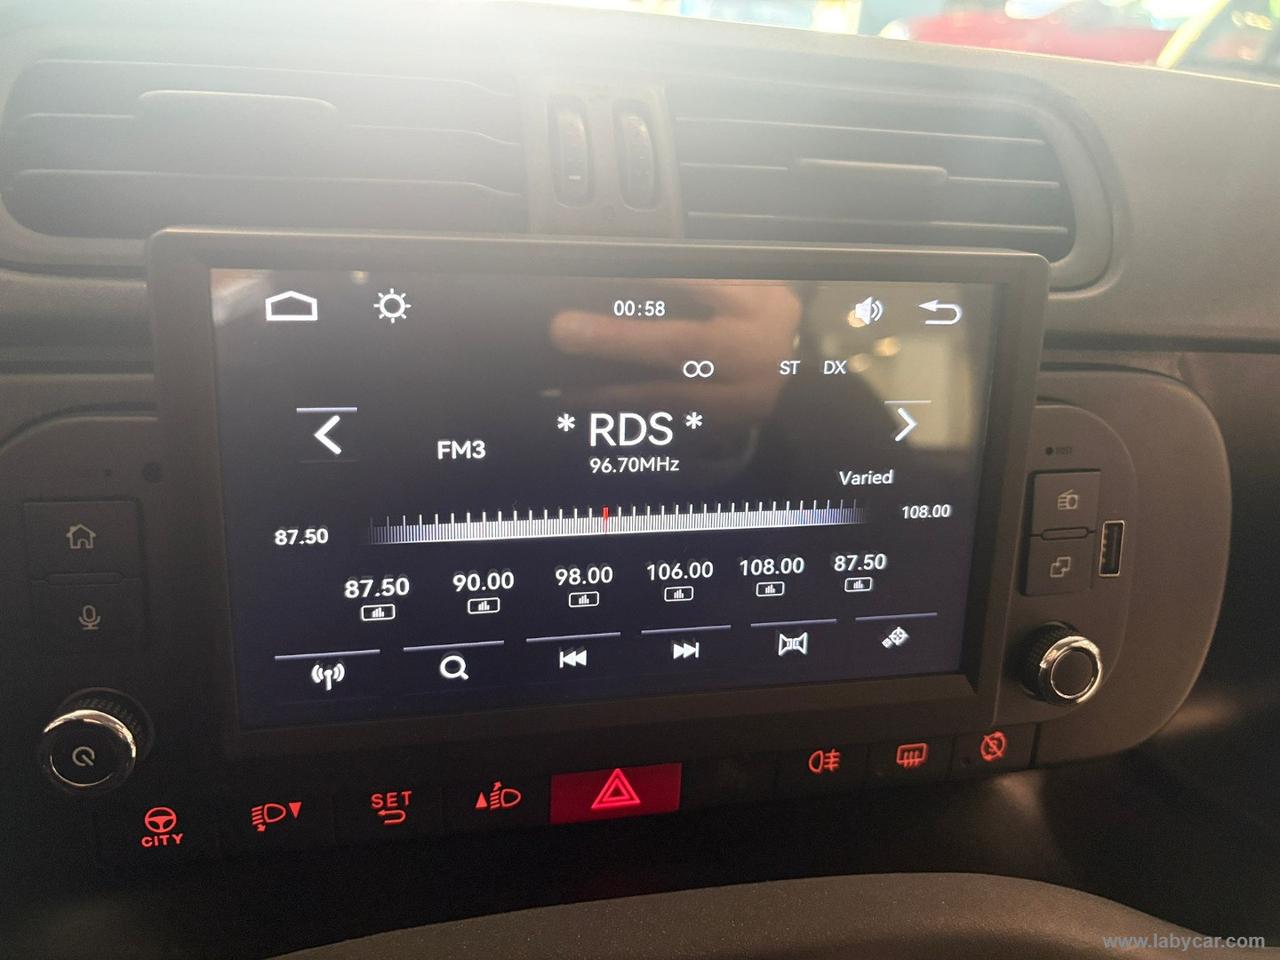 00:58
ST DX
* RDS *
FM3
96.70MHz
Varied
87.50
108.00
87.50 90.00 98.00 106.00 108.00 87.50
CITY
SET
www.labycar.com